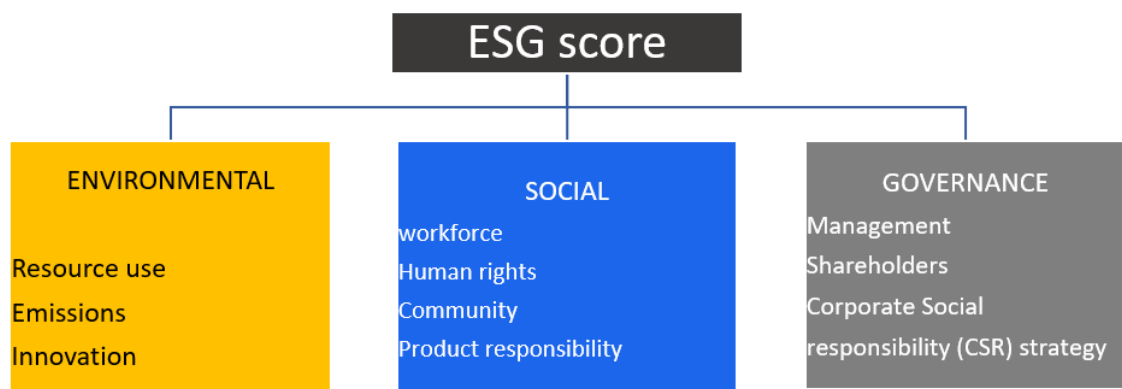 ESG score
ENVIRONMENTAL
Resource use
Emissions
Innovation
SOCIAL
workforce
Human rights
Community
Product responsibility
GOVERNANCE
Management
Shareholders
Corporate Social
responsibility (CSR) strategy